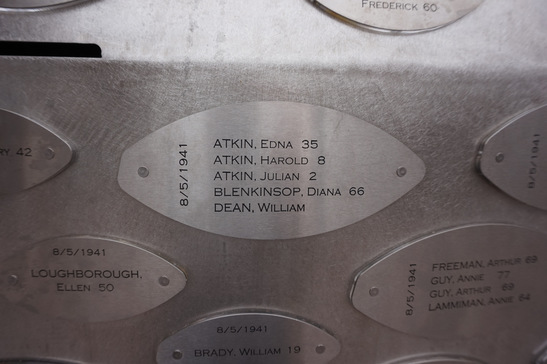 FREDERICK 60
RY. 42
8/5/1941
ATKIN, EDNA 35
ATKIN, HAROLD 8
ATKIN, JULIAN 2
BLENKINSOP, DIANA 66
DEAN, WILLIAM
8/5/1941
8/5/1941
LOUGHBOROUGH,
ELLEN 50
8/5/1941
FREEMAN, ARTHUR 69
GUY, ANNIE 77
GUY, ARTHUR 69
LAMMIMAN, ANNIE 64
8/5/1941
BRADY, WILLIAM 19